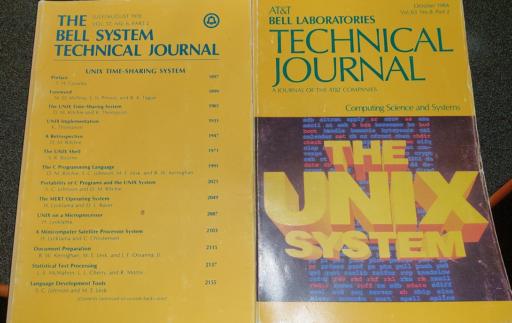 THE
BELL SYSTEM
TECHNICAL JOURNAL
JULY-AUGUST 1978
VOL. 57, NO. 6, PART 2
UNIX TIME-SHARING SYSTEM
Preface 1897
T. H. Crowley
Foreword 1899
M. D. McIlroy, E. N. Pinson, and B. A. Tague
The UNIX Time-Sharing System 1905
D. M. Ritchie and K. Thompson
UNIX Implementation 1931
K. Thompson
A Retrospective 1947
D. M. Ritchie
The UNIX Shell 1971
S. R. Bourne
The C Programming Language 1991
D. M. Ritchie, S. C. Johnson, M. E. Lesk, and B. W. Kernighan
Portability of C Programs and the UNIX System 2021
S. C. Johnson and D. M. Ritchie
The MERT Operating System 2049
H. Lycklama and D. L. Bayer
UNIX on a Microprocessor 2087
H. Lycklama
A Minicomputer Satellite Processor System 2103
H. Lycklama and C. Christensen
Document Preparation 2115
B. W. Kernighan, M. E. Lesk, and J. F. Ossanna, Jr.
Statistical Text Processing 2137
L. E. McMahon, L. L. Cherry, and R. Morris
Language Development Tools 2155
S. C. Johnson and M. E. Lesk
(Contents continued on outside back cover)
AT&T
BELL LABORATORIES
October 1984
Vol. 63 No. 8 Part 2
TECHNICAL
JOURNAL
A JOURNAL OF THE AT&T COMPANIES
Computing Science and Systems
THE
UNIX
SYSTEM